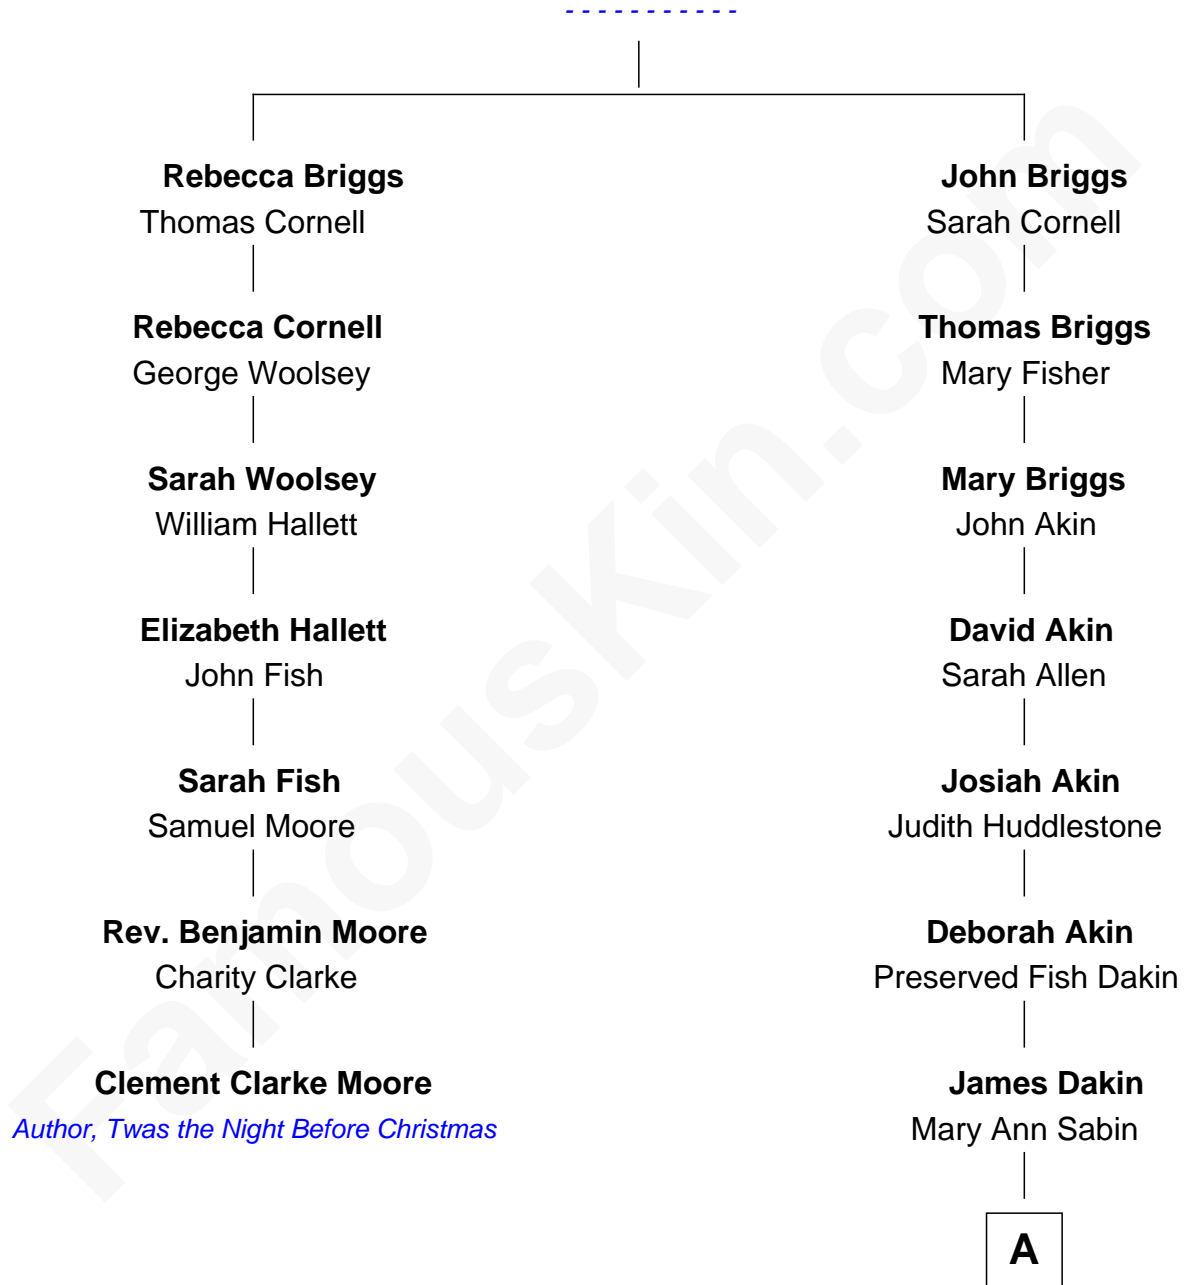 - - - - - - - - - - -
Rebecca Briggs
Thomas Cornell
John Briggs
Sarah Cornell
Rebecca Cornell
George Woolsey
Thomas Briggs
Mary Fisher
Sarah Woolsey
William Hallett
Mary Briggs
John Akin
Elizabeth Hallett
John Fish
David Akin
Sarah Allen
Sarah Fish
Samuel Moore
Josiah Akin
Judith Huddlestone
Rev. Benjamin Moore
Charity Clarke
Deborah Akin
Preserved Fish Dakin
Clement Clarke Moore
Author, Twas the Night Before Christmas
James Dakin
Mary Ann Sabin
A
FamousKin.com